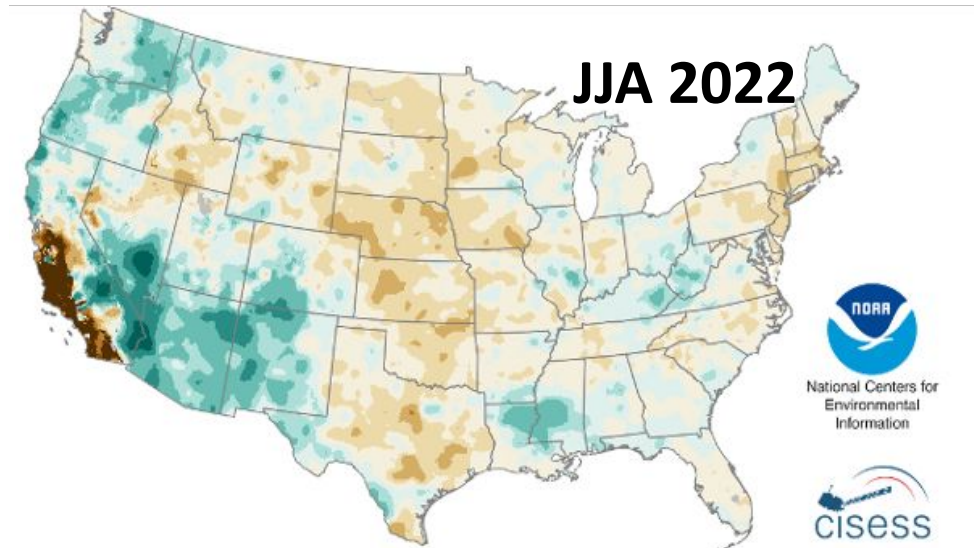 JJA 2022
NOAA
National Centers for
Environmental
Information
cisess